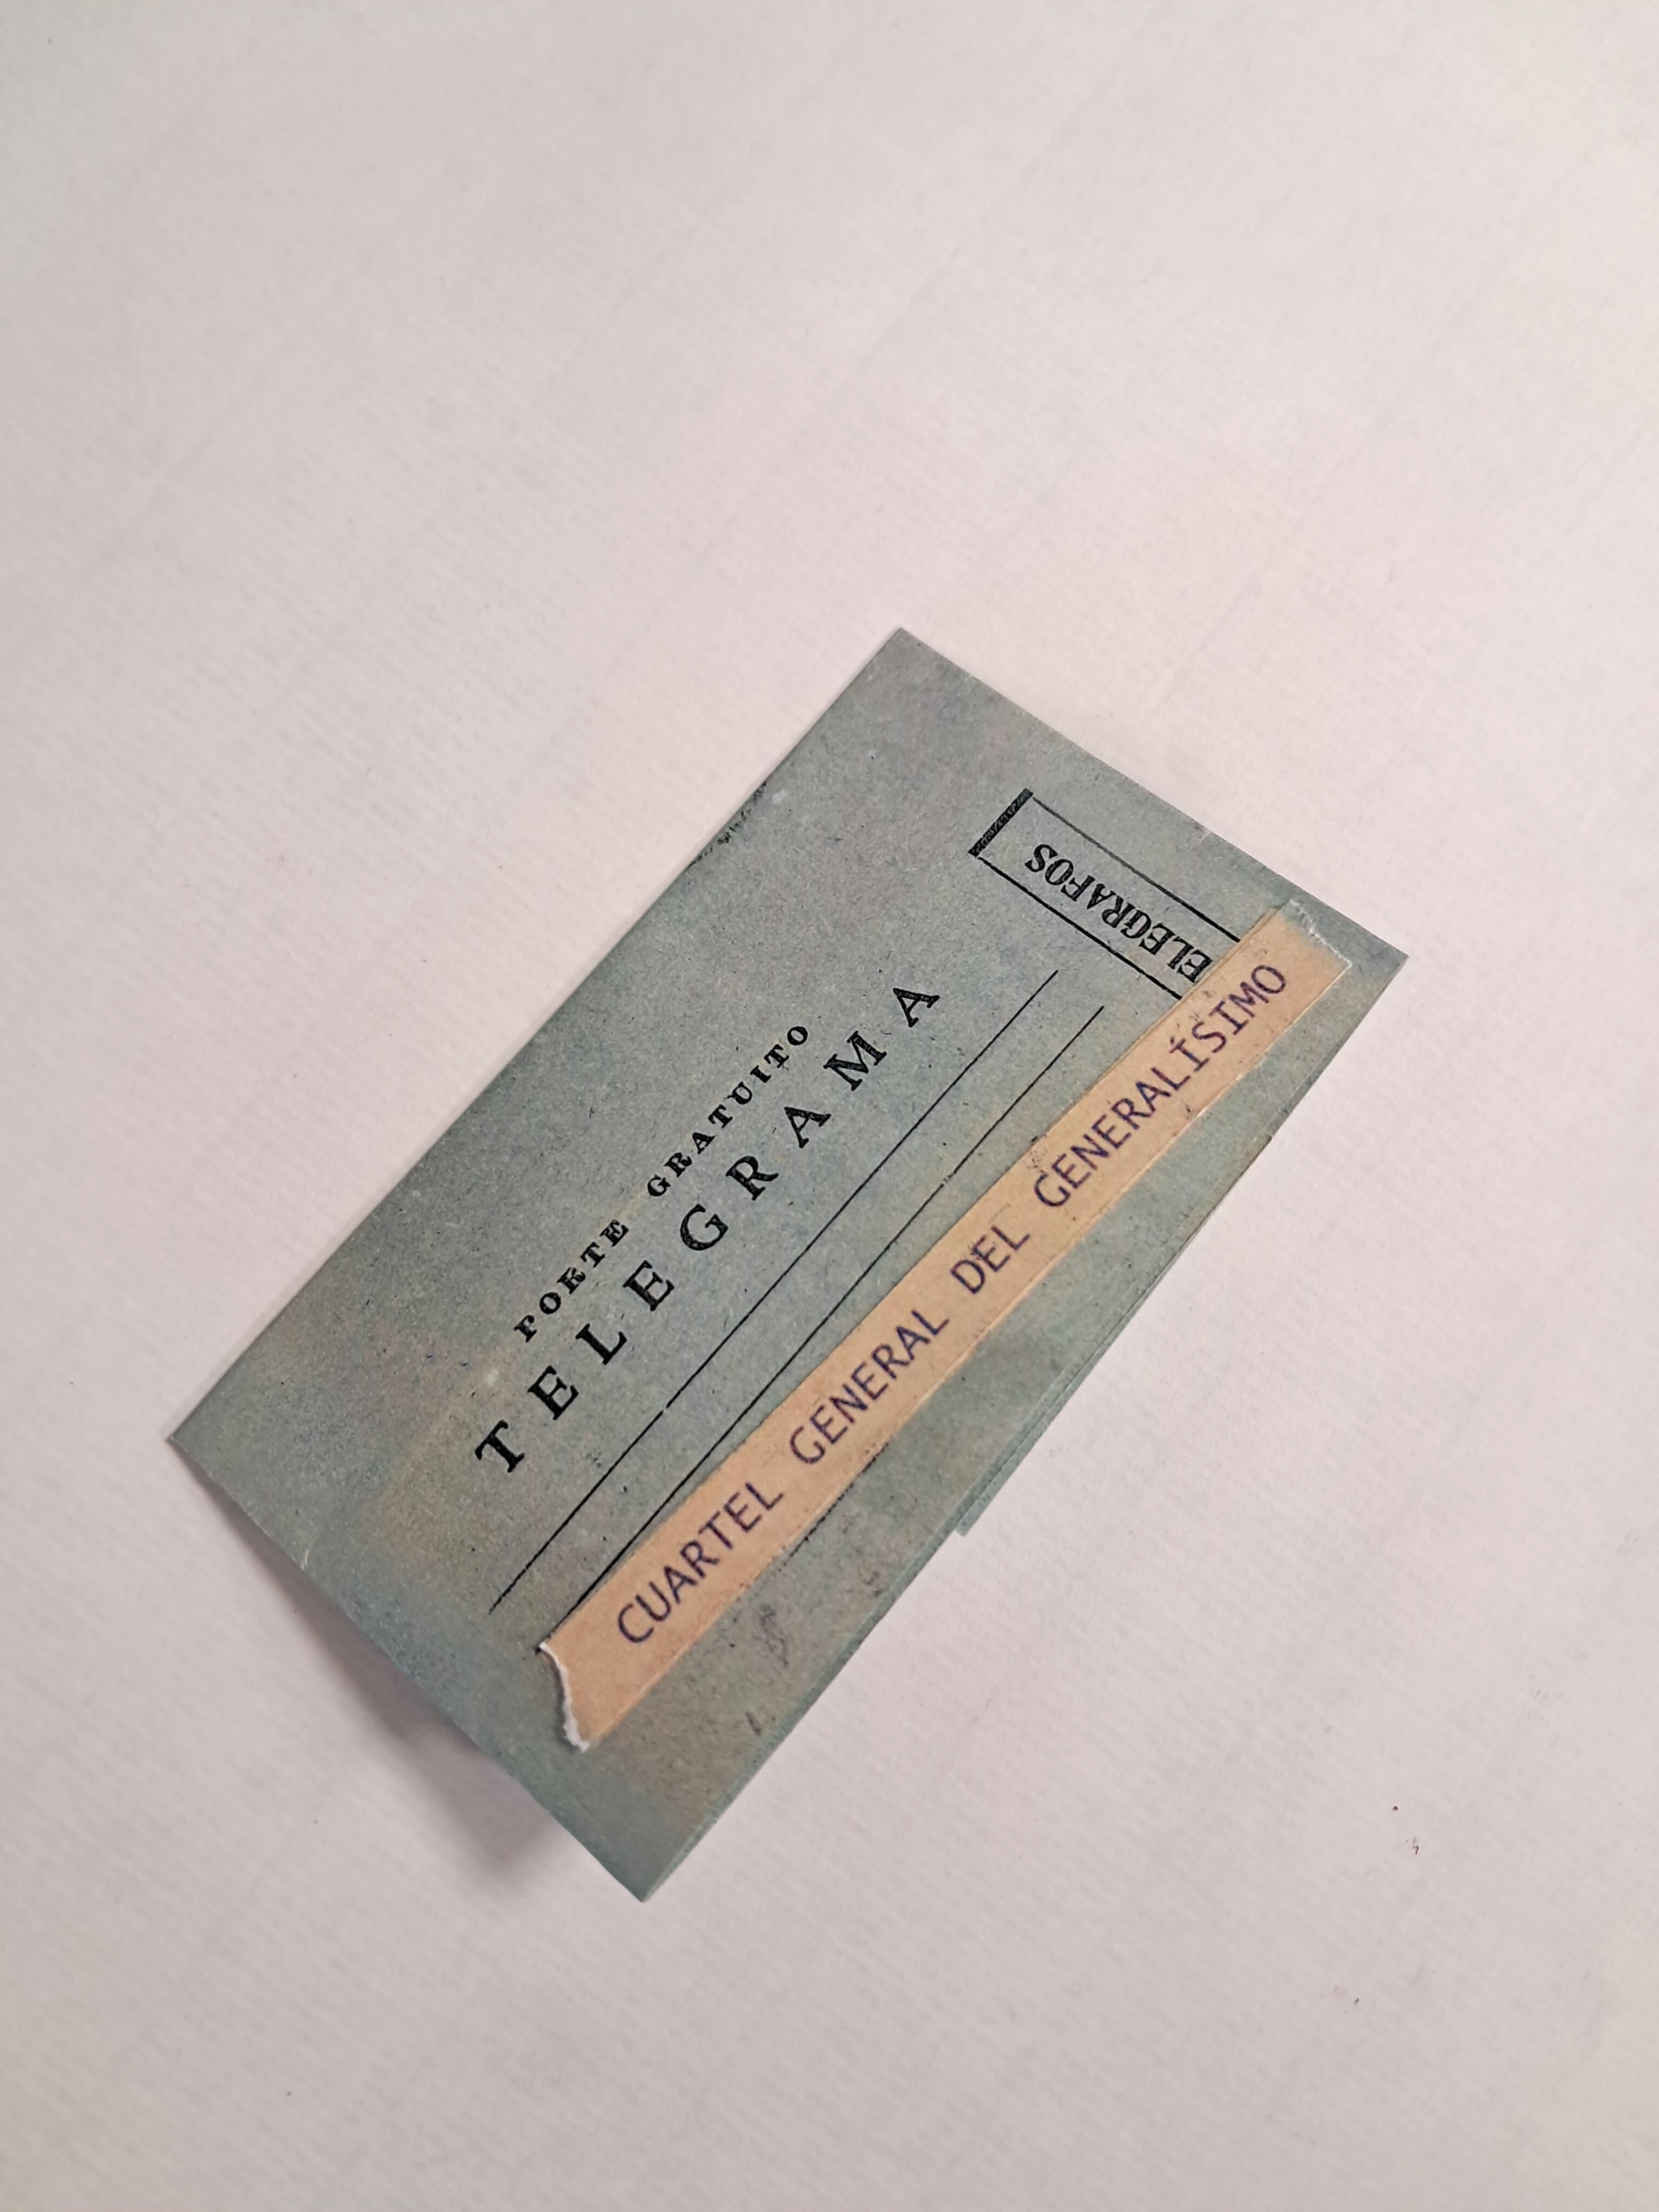 PORTE GRATUITO
TELEGRAMA
ELEGRAFOS
CUARTEL GENERAL DEL GENERALÍSIMO